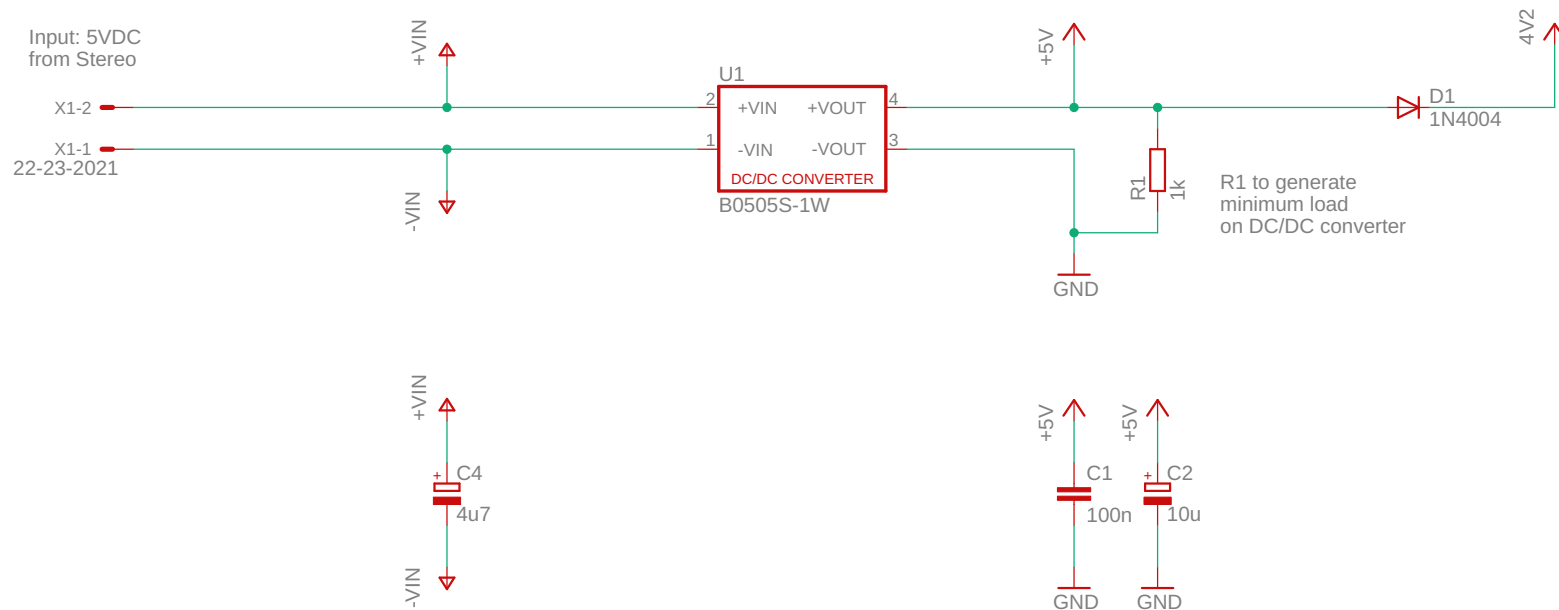 Input: 5VDC
from Stereo
+VIN
+5V
4V2
X1-2
X1-1
22-23-2021
-VIN
U1
2 +VIN +VOUT 4
1 -VIN -VOUT 3
DC/DC CONVERTER
B0505S-1W
D1
1N4004
R1
1k
R1 to generate
minimum load
on DC/DC converter
GND
+VIN
+ C4
4u7
-VIN
+5V
C1
100n
GND
+5V
+ C2
10u
GND